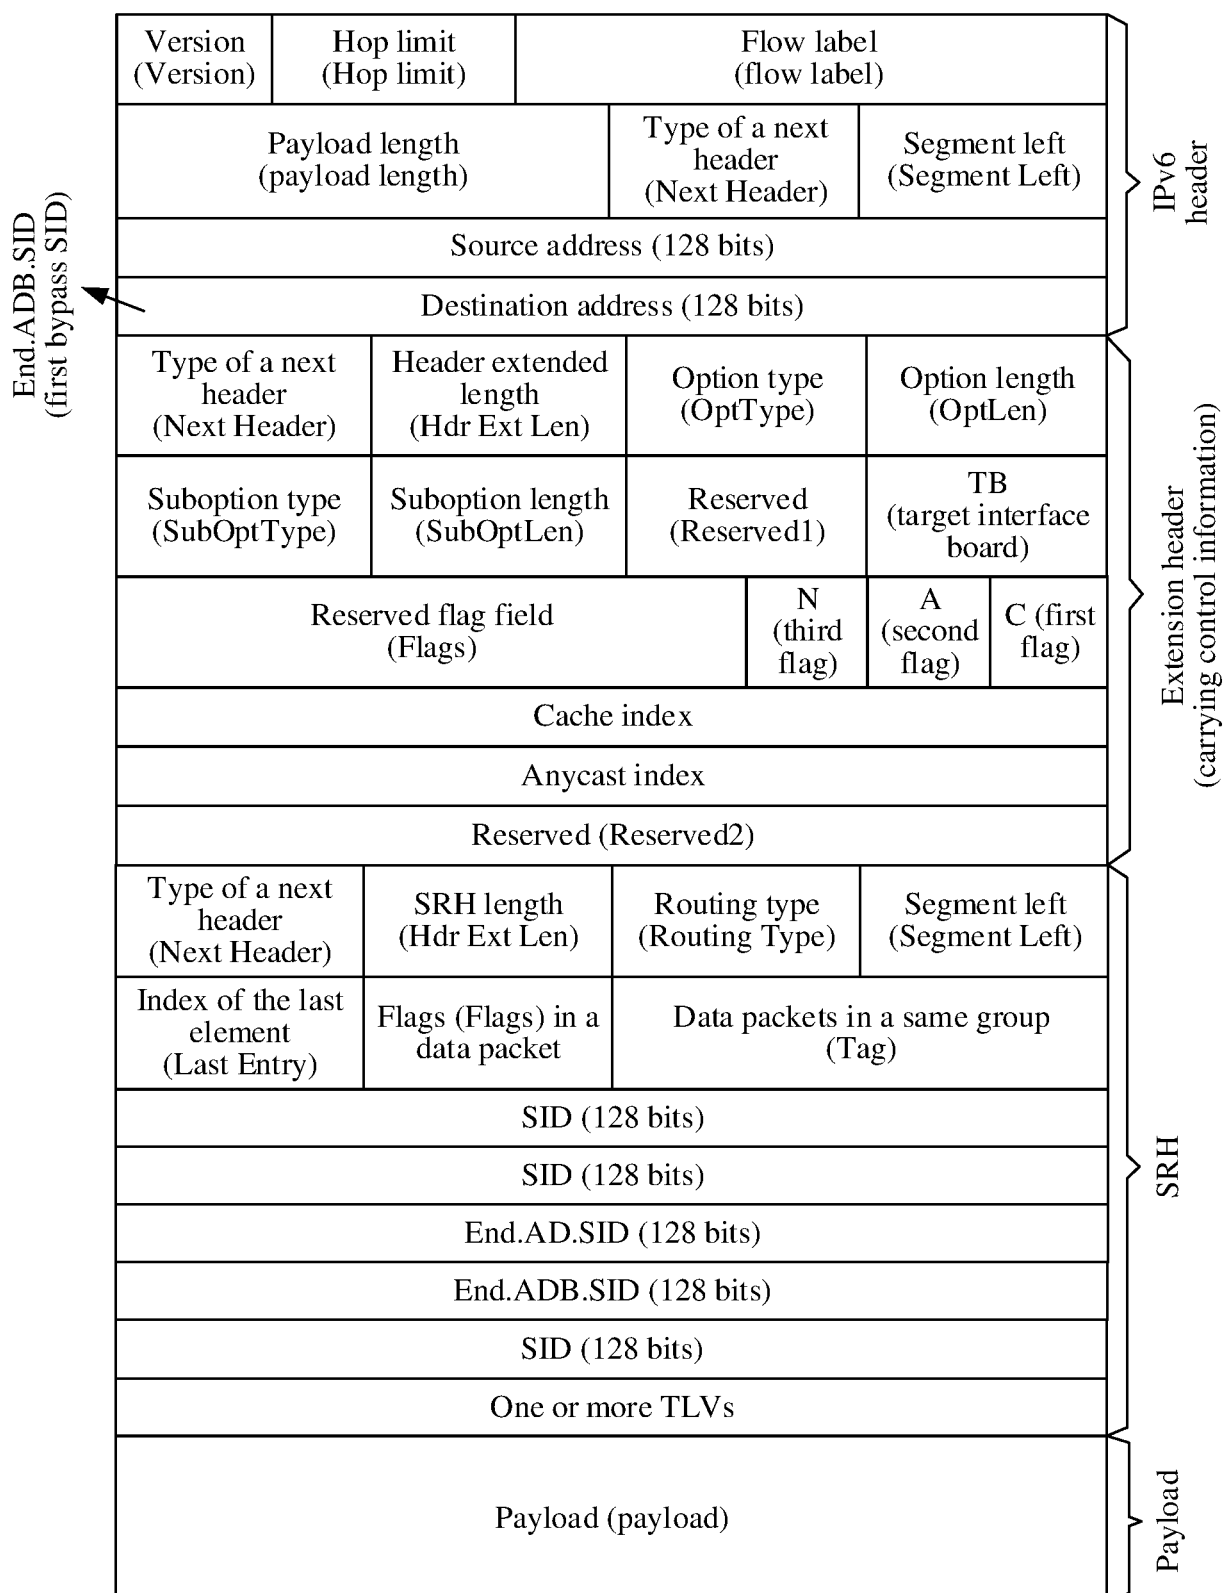 Version
(Version)
Hop limit
(Hop limit)
Flow label
(flow label)
Payload length
(payload length)
Type of a next
header
(Next Header)
Segment left
(Segment Left)
Source address (128 bits)
Destination address (128 bits)
IPv6
header
End.ADB.SID
(first bypass SID)
Type of a next
header
(Next Header)
Header extended
length
(Hdr Ext Len)
Option type
(OptType)
Option length
(OptLen)
Suboption type
(SubOptType)
Suboption length
(SubOptLen)
Reserved
(Reserved1)
TB
(target interface
board)
Reserved flag field
(Flags)
N
(third
flag)
A
(second
flag)
C (first
flag)
Cache index
Anycast index
Reserved (Reserved2)
Extension header
(carrying control information)
Type of a next
header
(Next Header)
SRH length
(Hdr Ext Len)
Routing type
(Routing Type)
Segment left
(Segment Left)
Index of the last
element
(Last Entry)
Flags (Flags) in a
data packet
Data packets in a same group
(Tag)
SID (128 bits)
SID (128 bits)
End.AD.SID (128 bits)
End.ADB.SID (128 bits)
SID (128 bits)
One or more TLVs
SRH
Payload (payload)
Payload